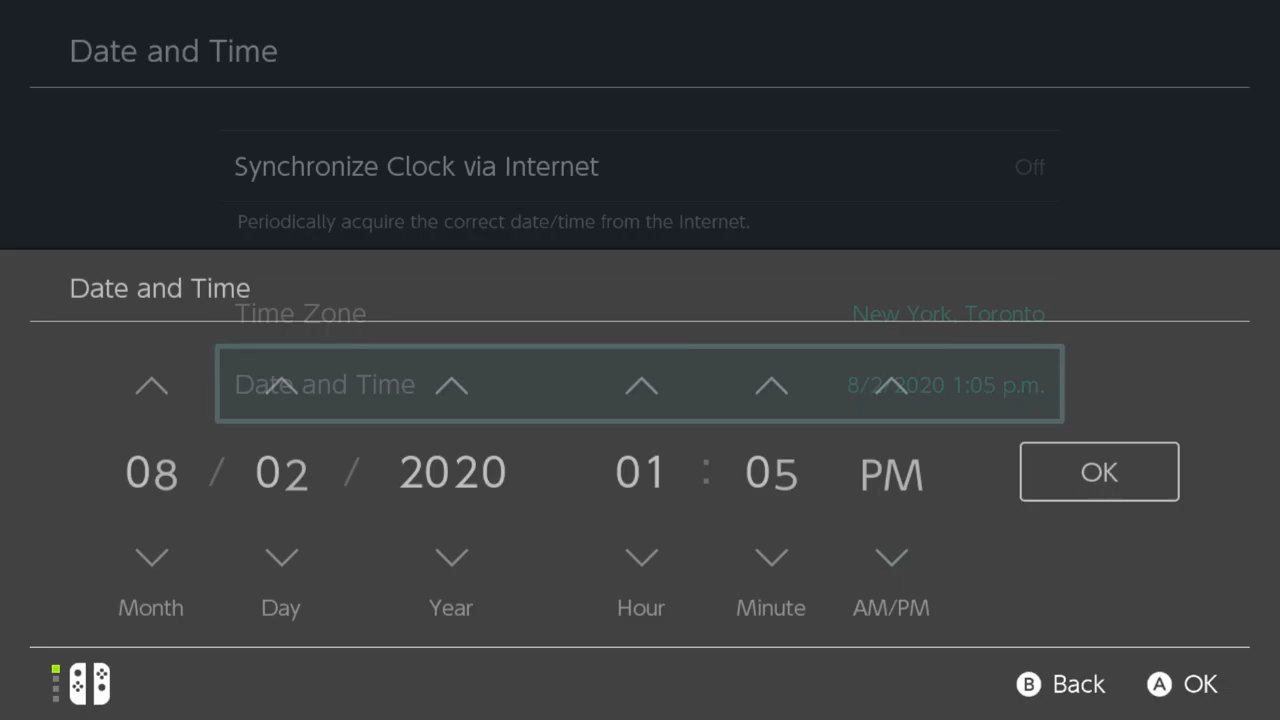 Date and Time
Synchronize Clock via Internet Off
Periodically acquire the correct date/time from the Internet.
Date and Time
Time Zone New York, Toronto
Date and Time 8/2/2020 1:05 p.m.
08 / 02 / 2020 01 : 05 PM OK
Month Day Year Hour Minute AM/PM
B Back A OK